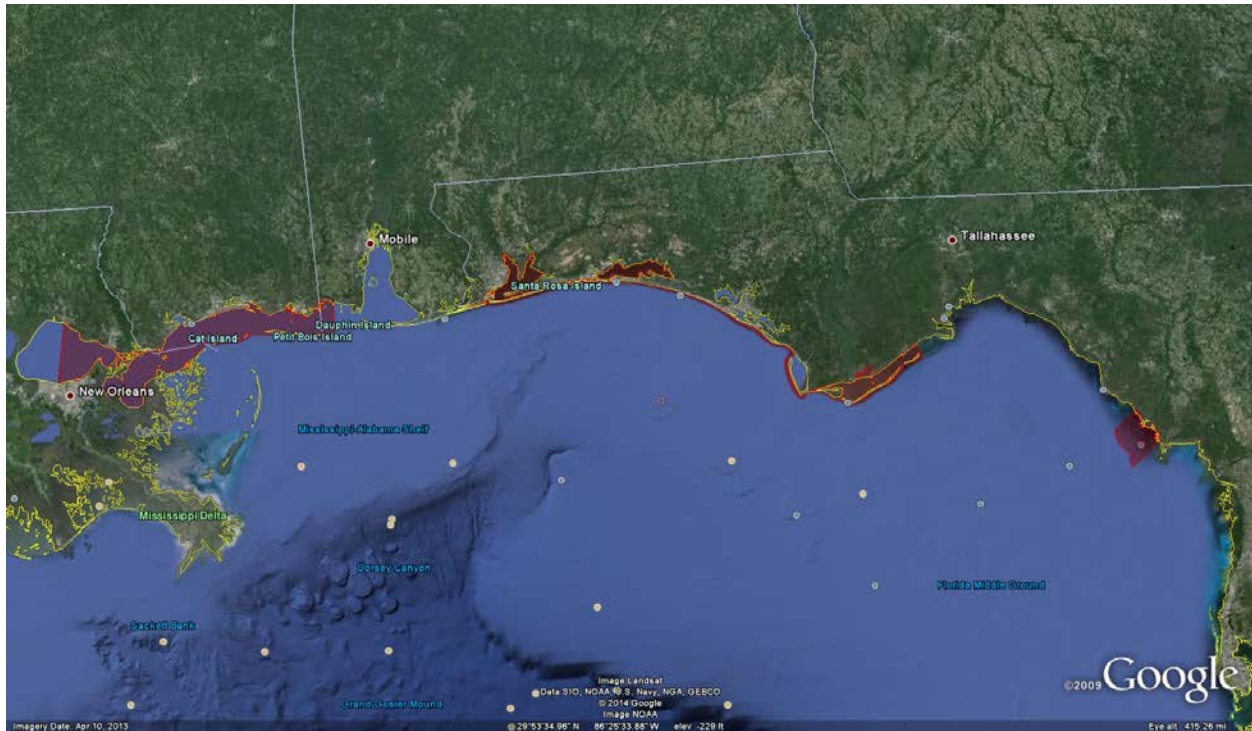 Mobile
Tallahassee
Santa Rosa Island
Dauphin Island
Cat Island
Petit Bois Island
New Orleans
Mississippi-Alabama Shelf
Mississippi Delta
Dorsey Canyon
Florida Middle Ground
Sackett Bank
Image Landsat
Data SIO, NOAA, U.S. Navy, NGA, GEBCO
© 2014 Google
Image NOAA
©2009 Google
Grand Gosier Mound
Imagery Date: Apr 10, 2013
29°53'34.96" N 86°25'33.88" W elev -229 ft
Eye alt 415.26 mi